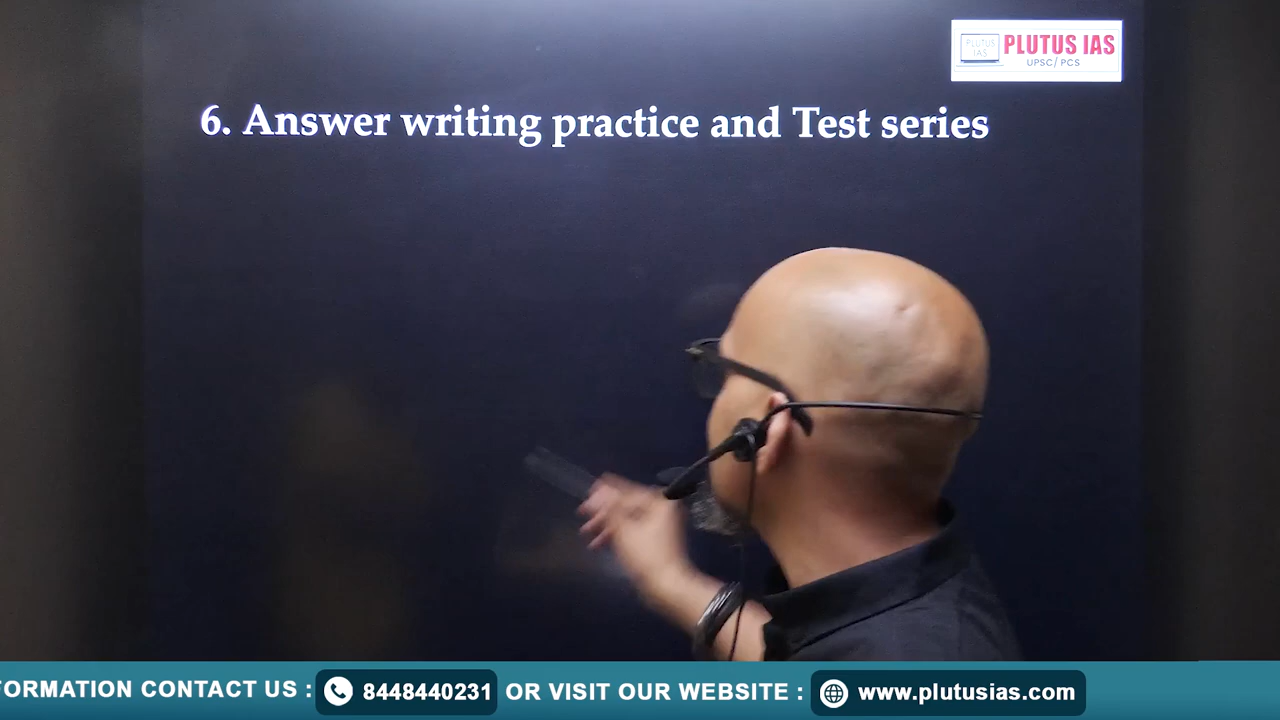 PLUTUS IAS
PLUTUS IAS
UPSC/ PCS
6. Answer writing practice and Test series
FORMATION CONTACT US : 8448440231 OR VISIT OUR WEBSITE : www.plutusias.com